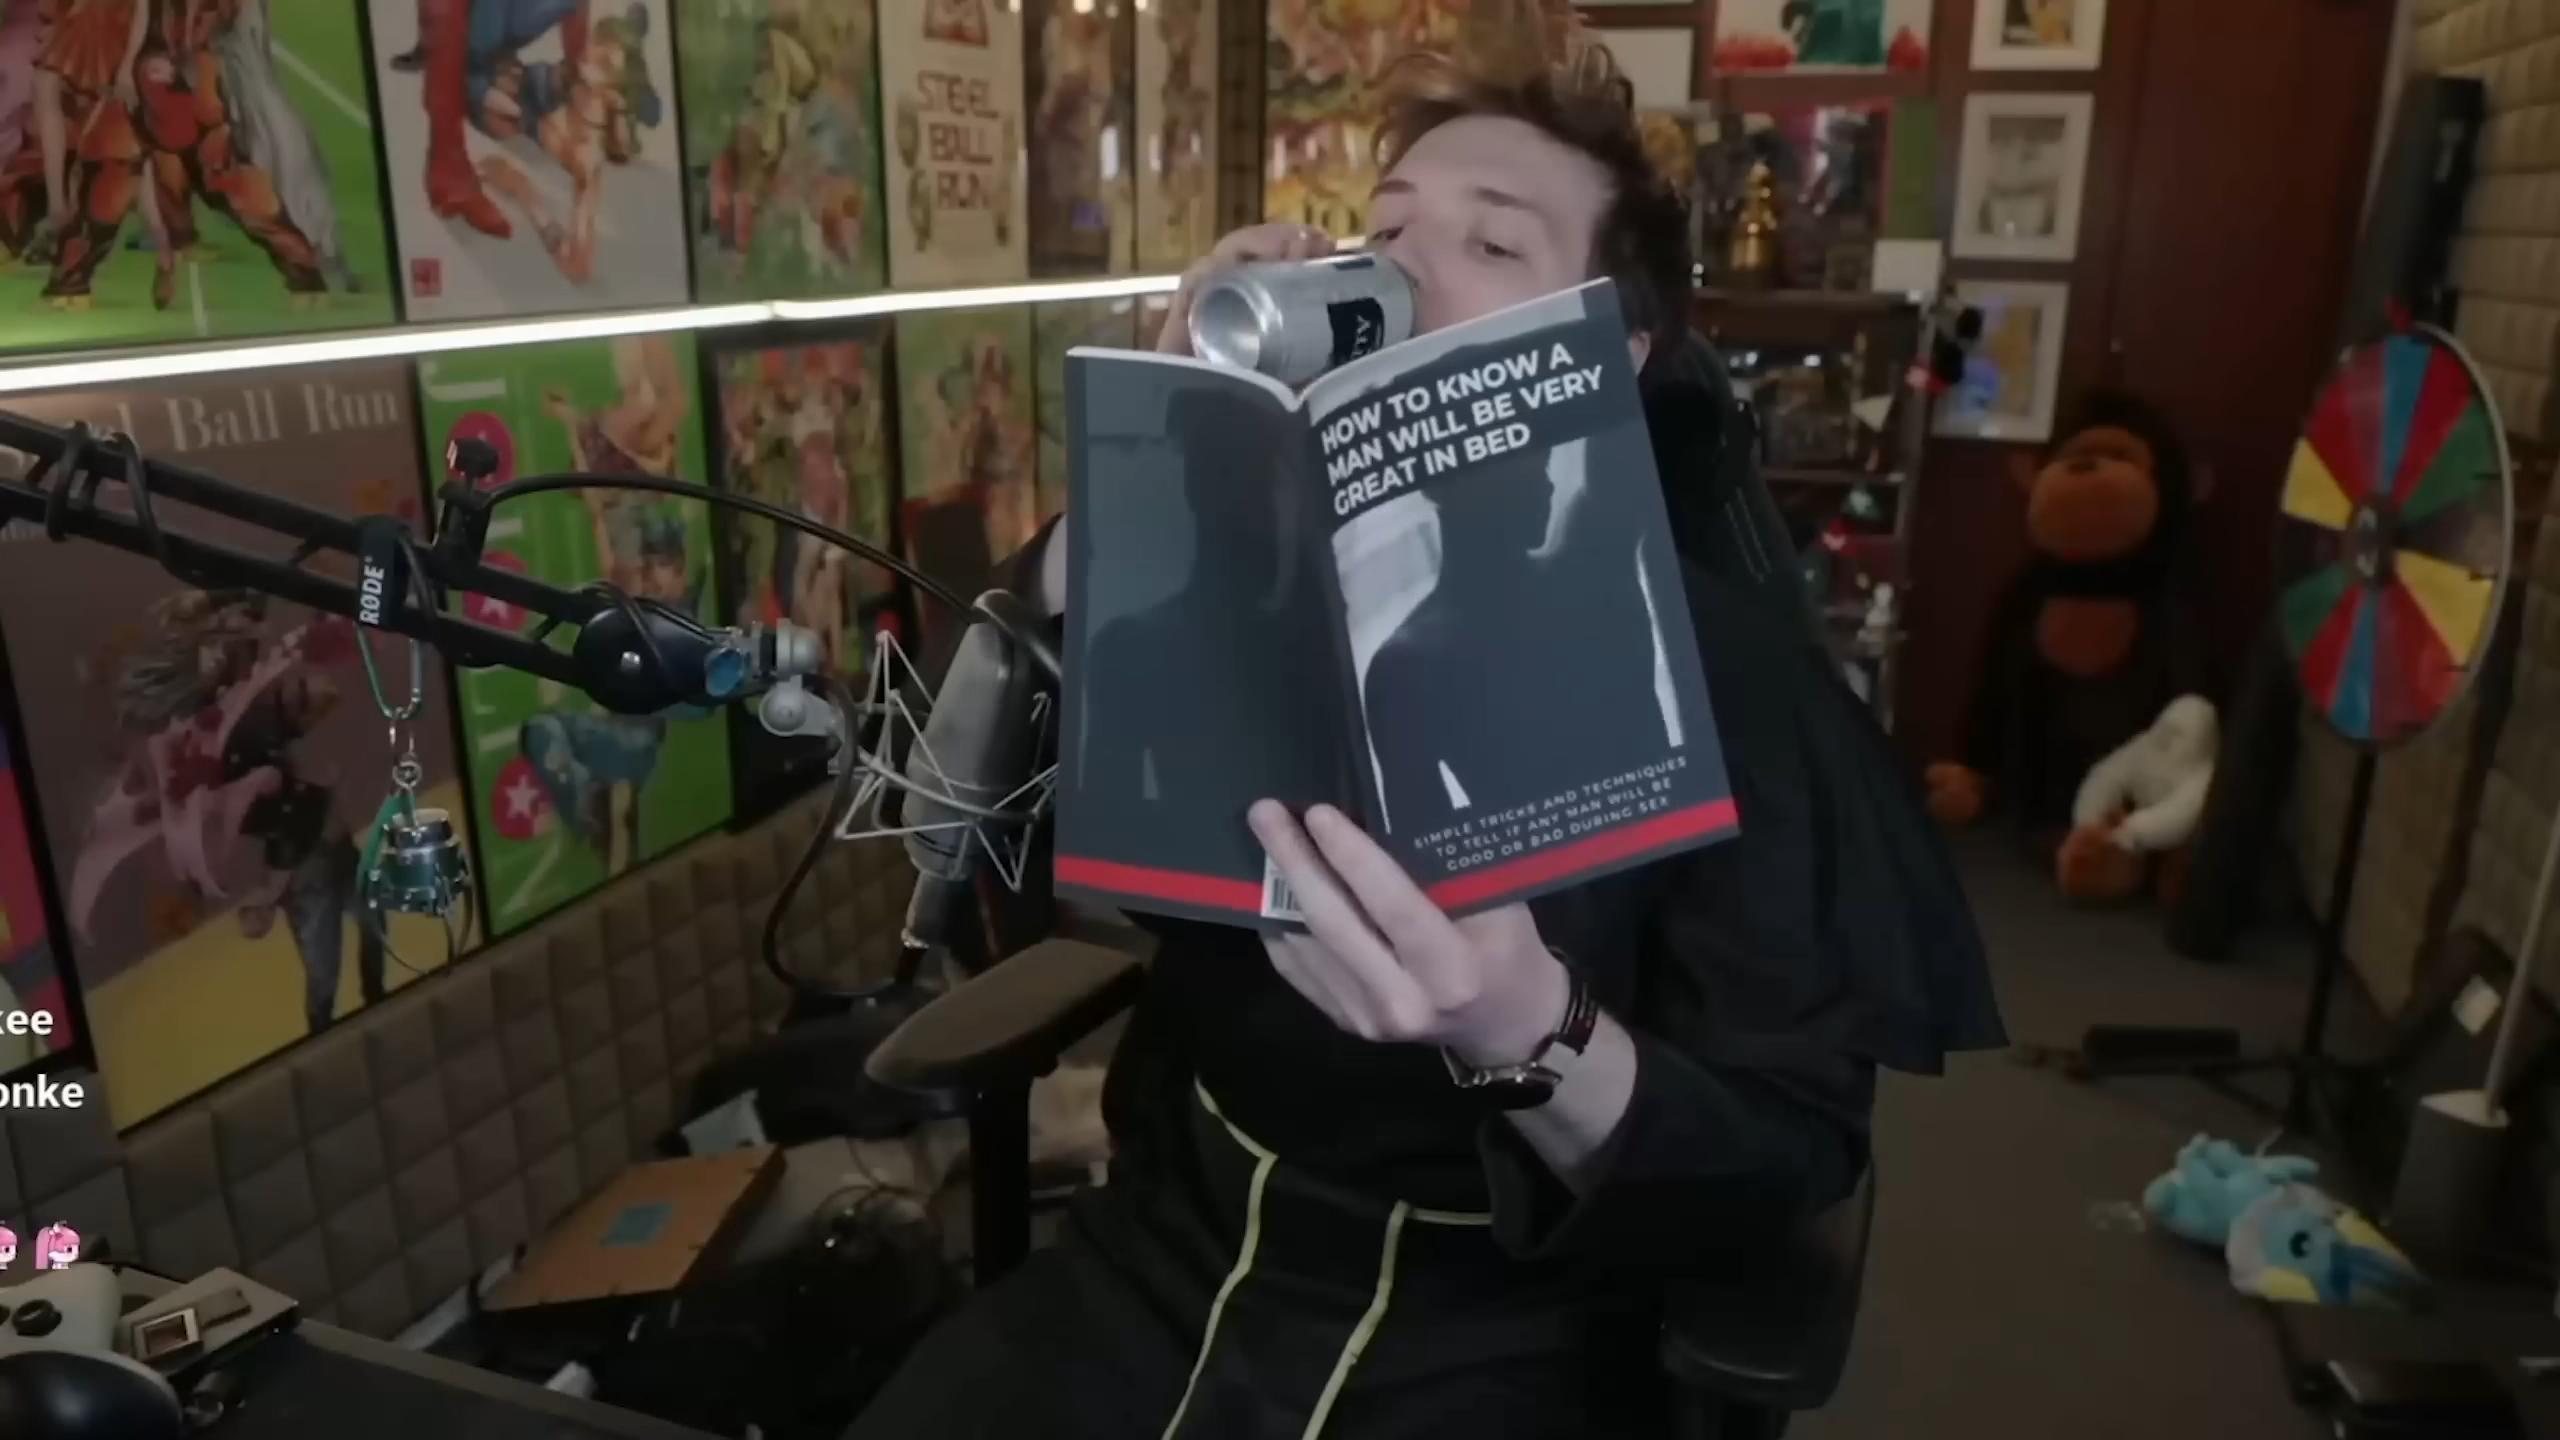 STEEL
BALL
RUN
Ball Run
RØDE
HOW TO KNOW A
MAN WILL BE VERY
GREAT IN BED
SIMPLE TRICKS AND TECHNIQUES
TO TELL IF ANY MAN WILL BE
GOOD OR BAD DURING SEX
kee
onke